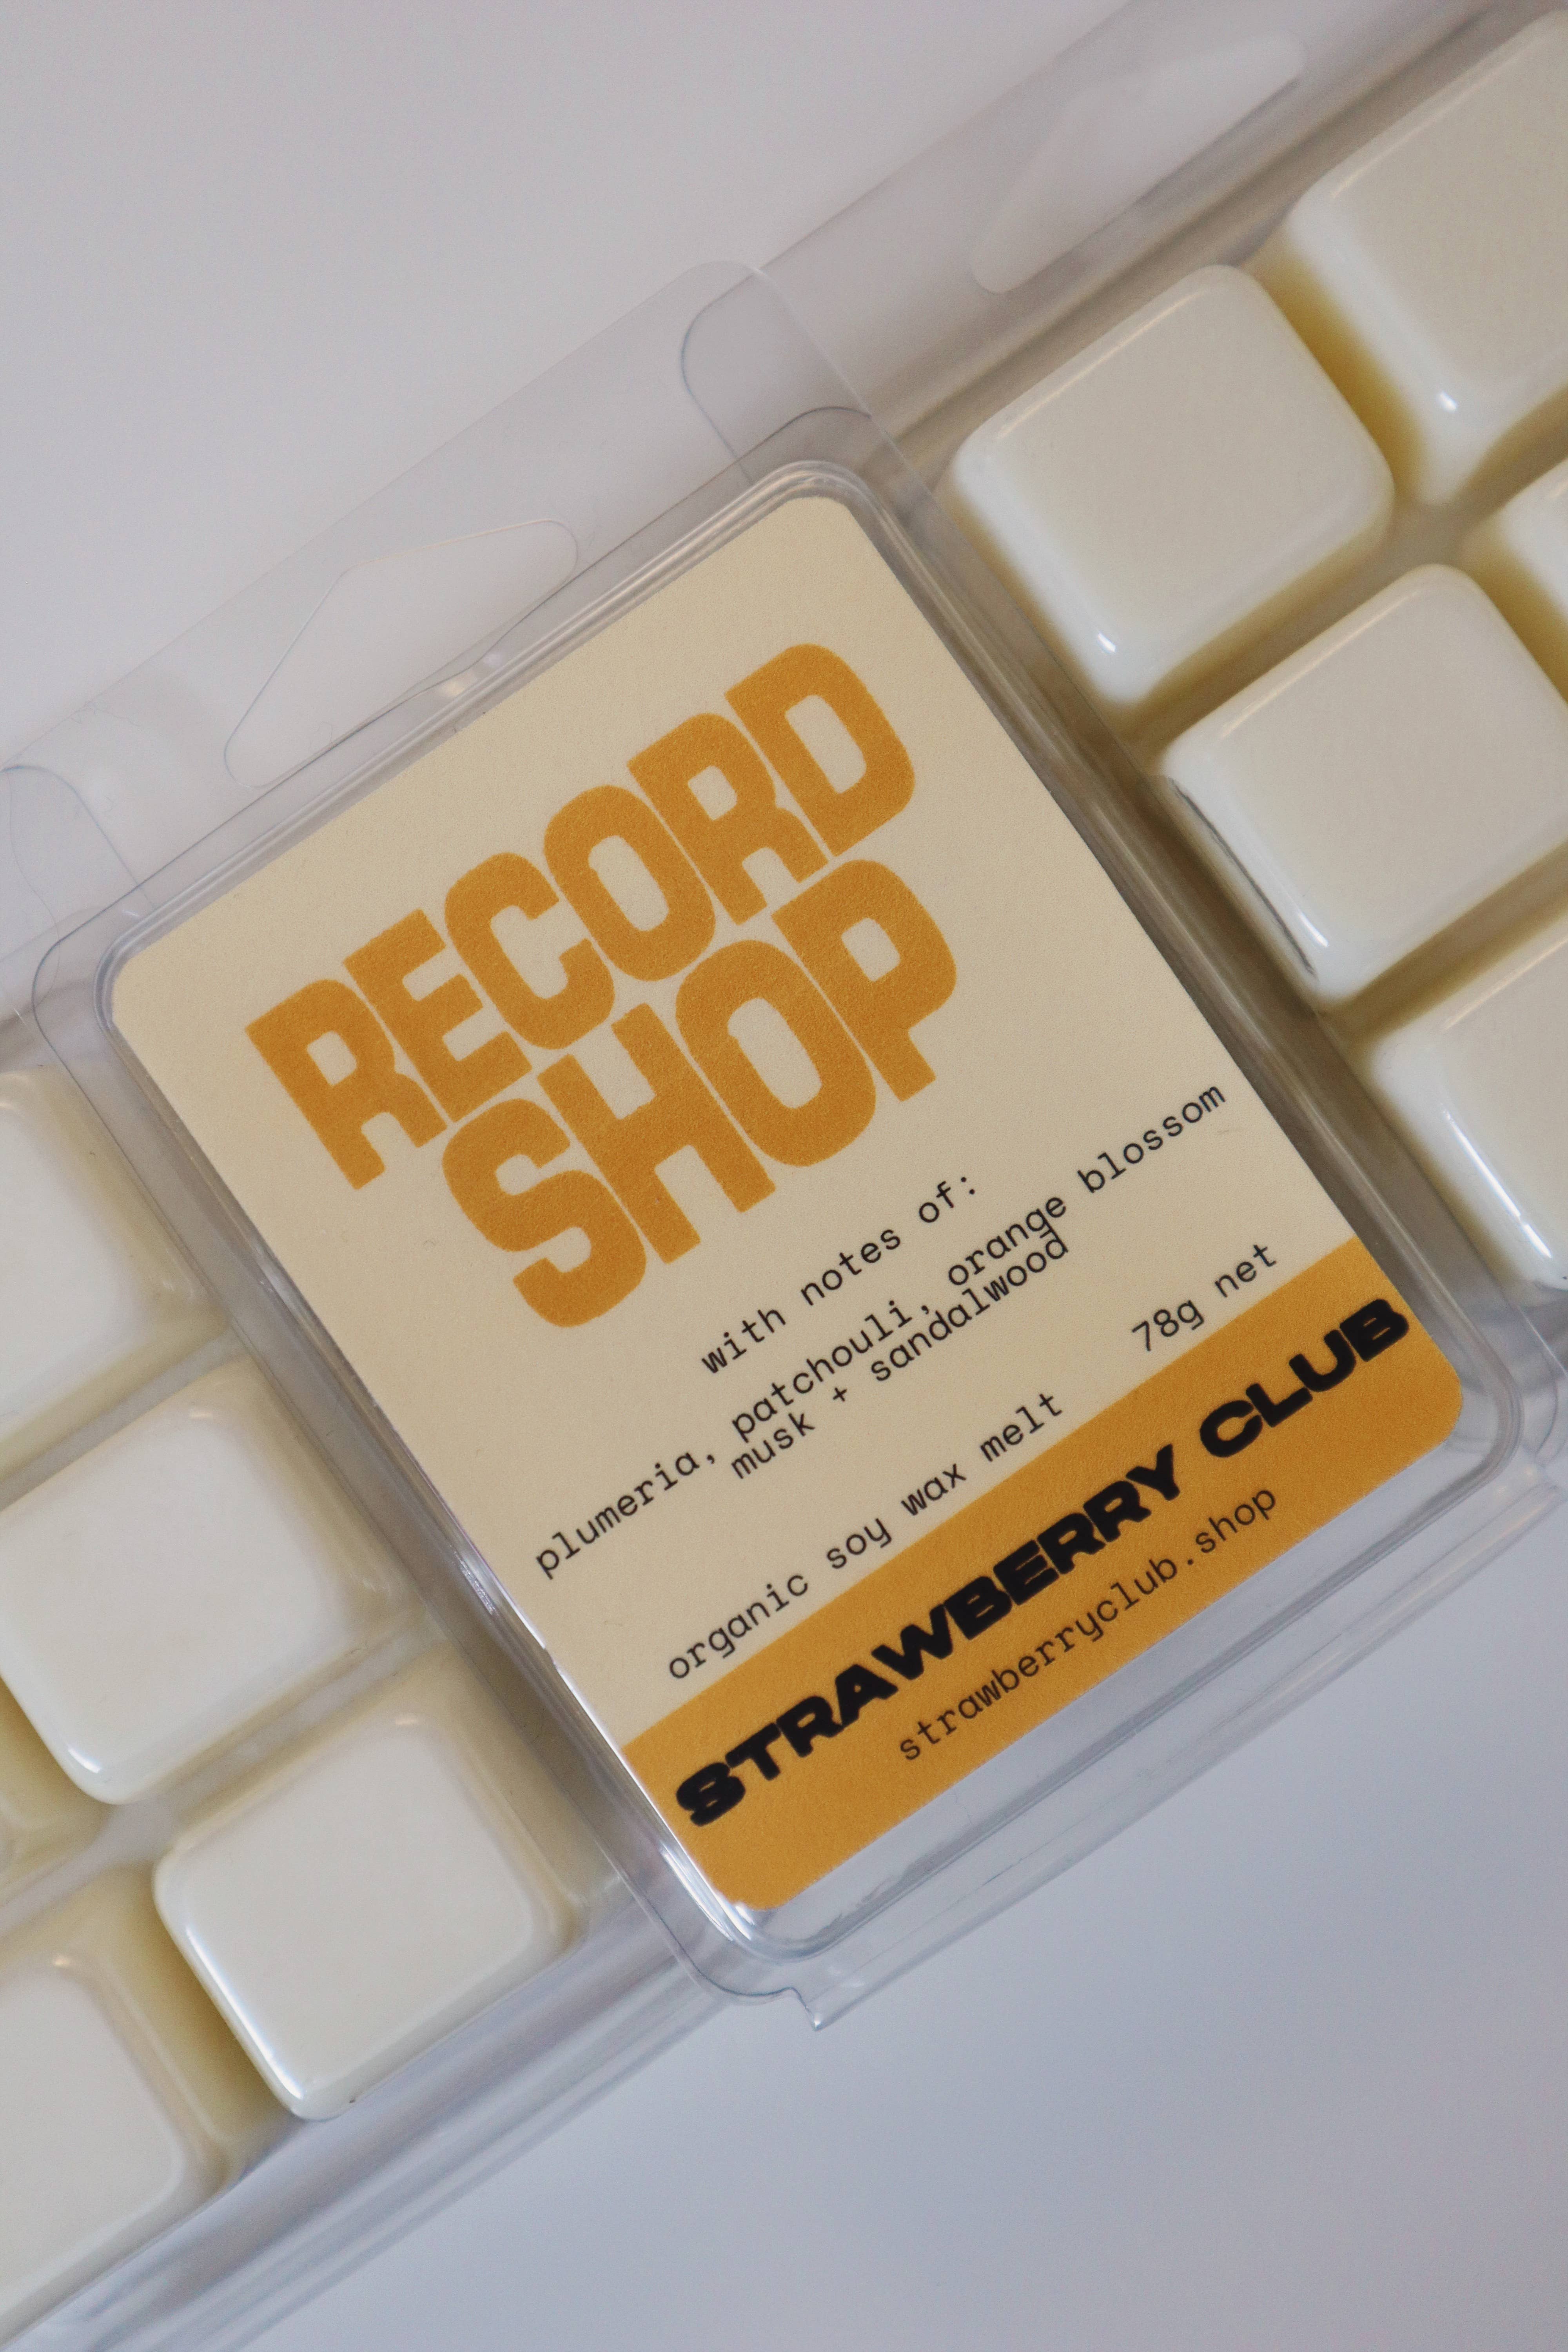 RECORD
SHOP
with notes of:
plumeria, patchouli, orange blossom
musk + sandalwood
organic soy wax melt 78g net
STRAWBERRY CLUB
strawberryclub.shop